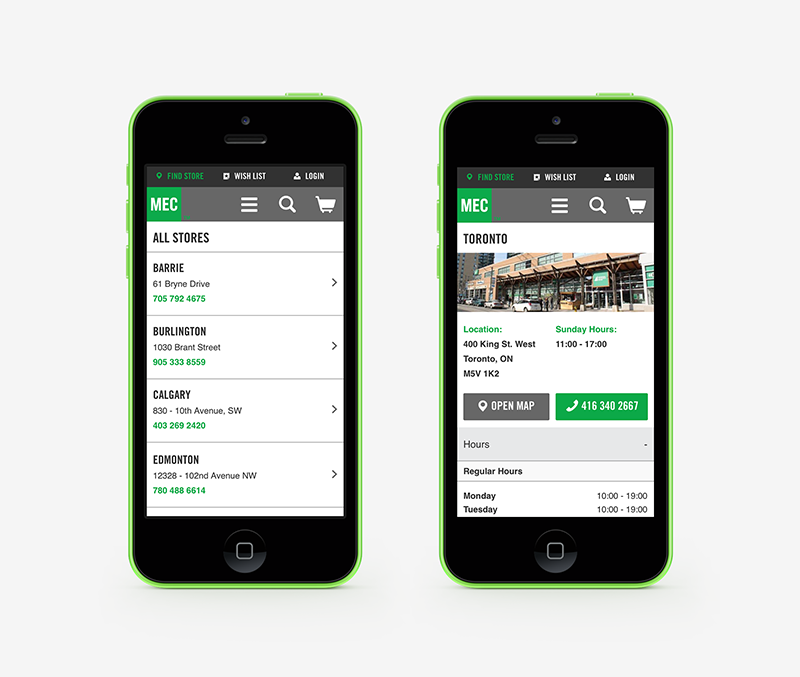 FIND STORE WISH LIST LOGIN
MEC
ALL STORES
BARRIE
61 Bryne Drive
705 792 4675
BURLINGTON
1030 Brant Street
905 333 8559
CALGARY
830 - 10th Avenue, SW
403 269 2420
EDMONTON
12328 - 102nd Avenue NW
780 488 6614
FIND STORE WISH LIST LOGIN
MEC
TORONTO
Location: Sunday Hours:
400 King St. West 11:00 - 17:00
Toronto, ON
M5V 1K2
OPEN MAP 416 340 2667
Hours -
Regular Hours
Monday 10:00 - 19:00
Tuesday 10:00 - 19:00